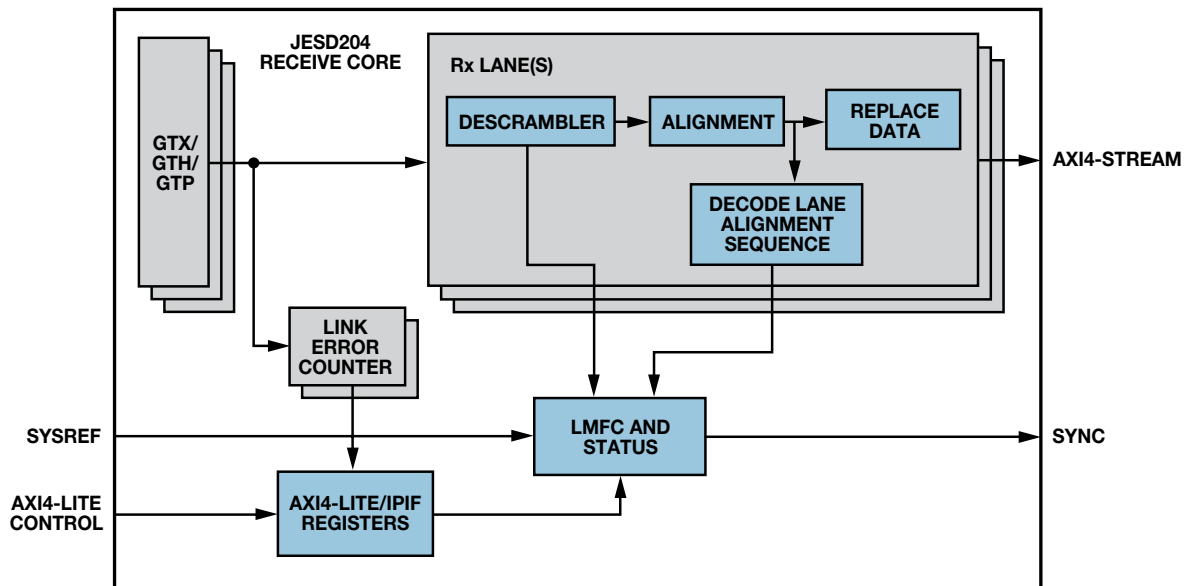 JESD204
RECEIVE CORE
GTX/
GTH/
GTP
Rx LANE(S)
DESCRAMBLER
ALIGNMENT
REPLACE
DATA
DECODE LANE
ALIGNMENT
SEQUENCE
AXI4-STREAM
LINK
ERROR
COUNTER
SYSREF
LMFC AND
STATUS
SYNC
AXI4-LITE
CONTROL
AXI4-LITE/IPIF
REGISTERS